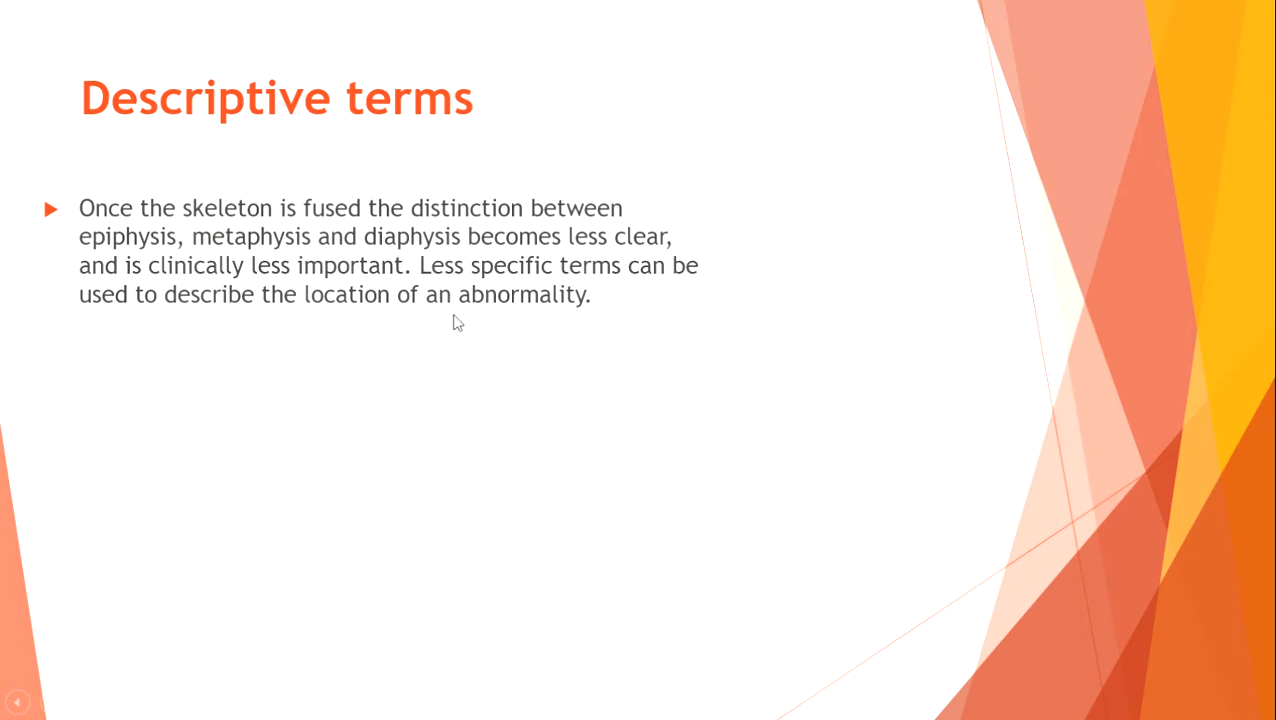 Descriptive terms
Once the skeleton is fused the distinction between
epiphysis, metaphysis and diaphysis becomes less clear,
and is clinically less important. Less specific terms can be
used to describe the location of an abnormality.